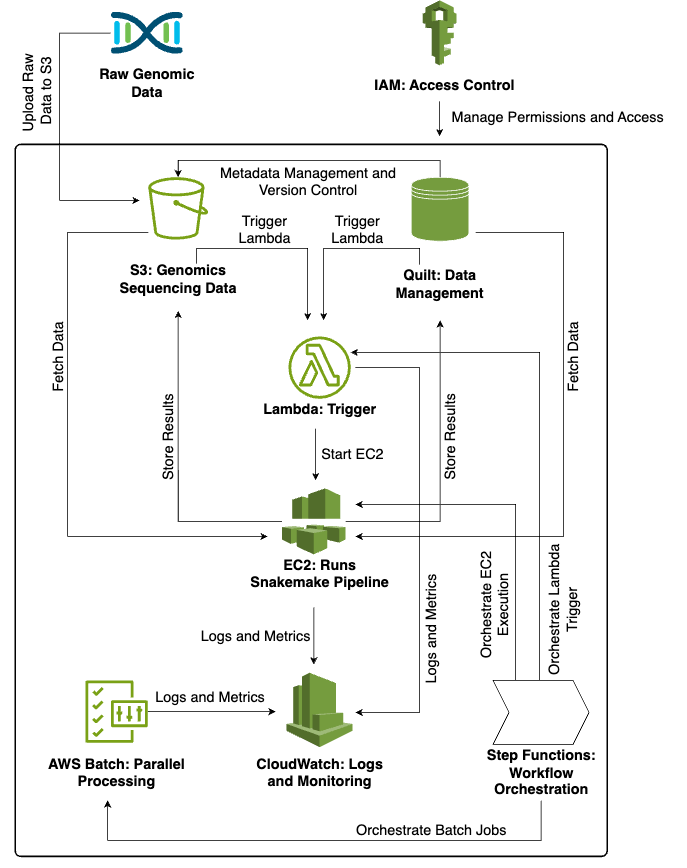 Upload Raw
Data to S3
Raw Genomic
Data
IAM: Access Control
Manage Permissions and Access
Metadata Management and
Version Control
Trigger
Lambda
Trigger
Lambda
S3: Genomics
Sequencing Data
Quilt: Data
Management
Fetch Data
Fetch Data
Lambda: Trigger
Store Results
Store Results
Start EC2
EC2: Runs
Snakemake Pipeline
Orchestrate EC2
Execution
Orchestrate Lambda
Trigger
Logs and Metrics
Logs and Metrics
Logs and Metrics
AWS Batch: Parallel
Processing
CloudWatch: Logs
and Monitoring
Step Functions:
Workflow
Orchestration
Orchestrate Batch Jobs